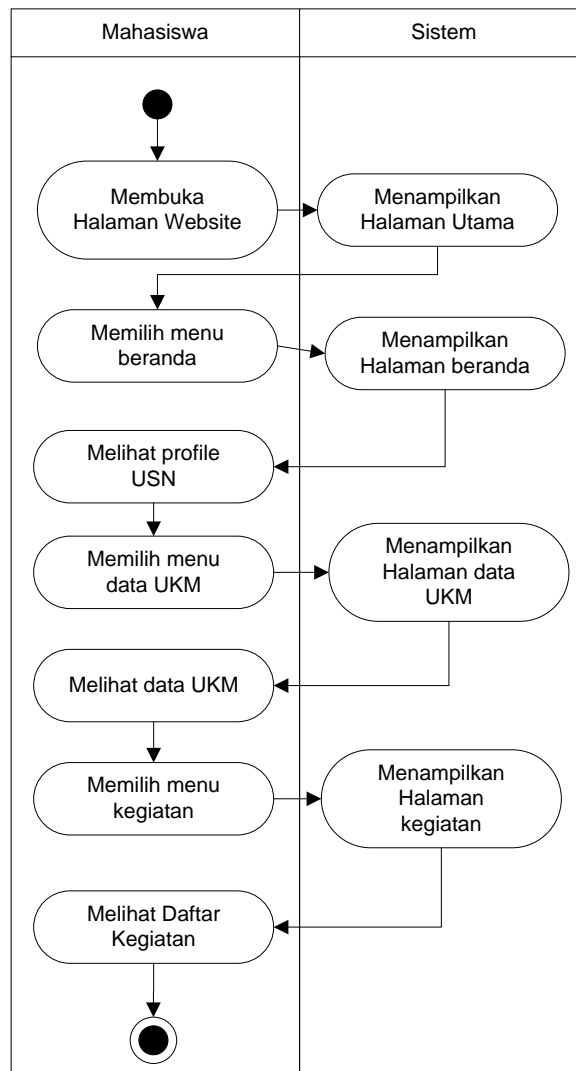 Mahasiswa
Sistem
Membuka
Halaman Website
Menampilkan
Halaman Utama
Memilih menu
beranda
Menampilkan
Halaman beranda
Melihat profile
USN
Memilih menu
data UKM
Menampilkan
Halaman data
UKM
Melihat data UKM
Memilih menu
kegiatan
Menampilkan
Halaman
kegiatan
Melihat Daftar
Kegiatan